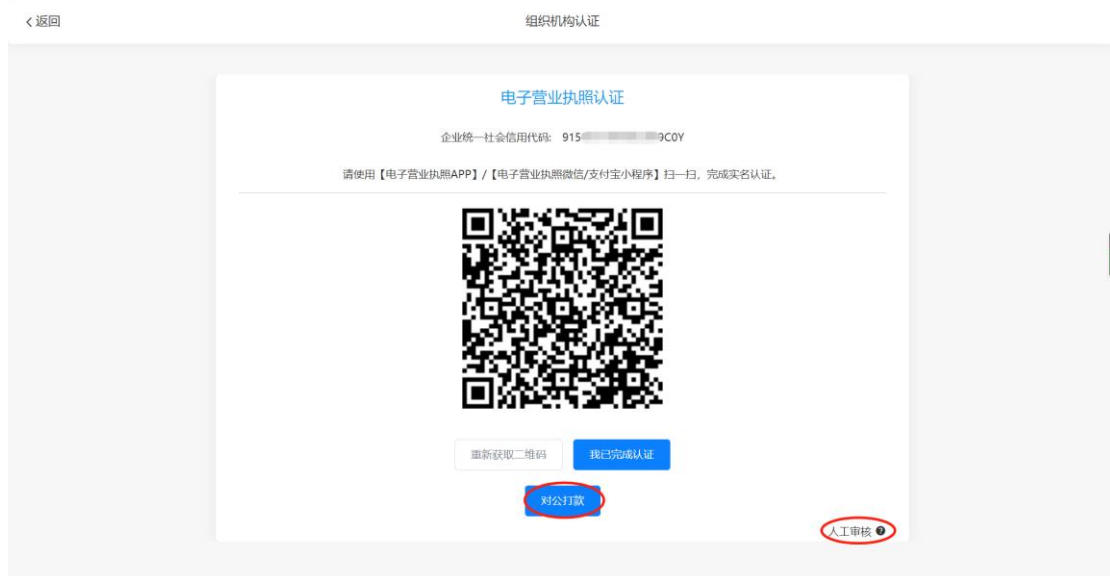 返回
组织机构认证
电子营业执照认证
企业统一社会信用代码: 915 9C0Y
请使用【电子营业执照APP】/【电子营业执照微信/支付宝小程序】扫一扫，完成实名认证。
重新获取二维码 我已完成认证
对公打款
人工审核